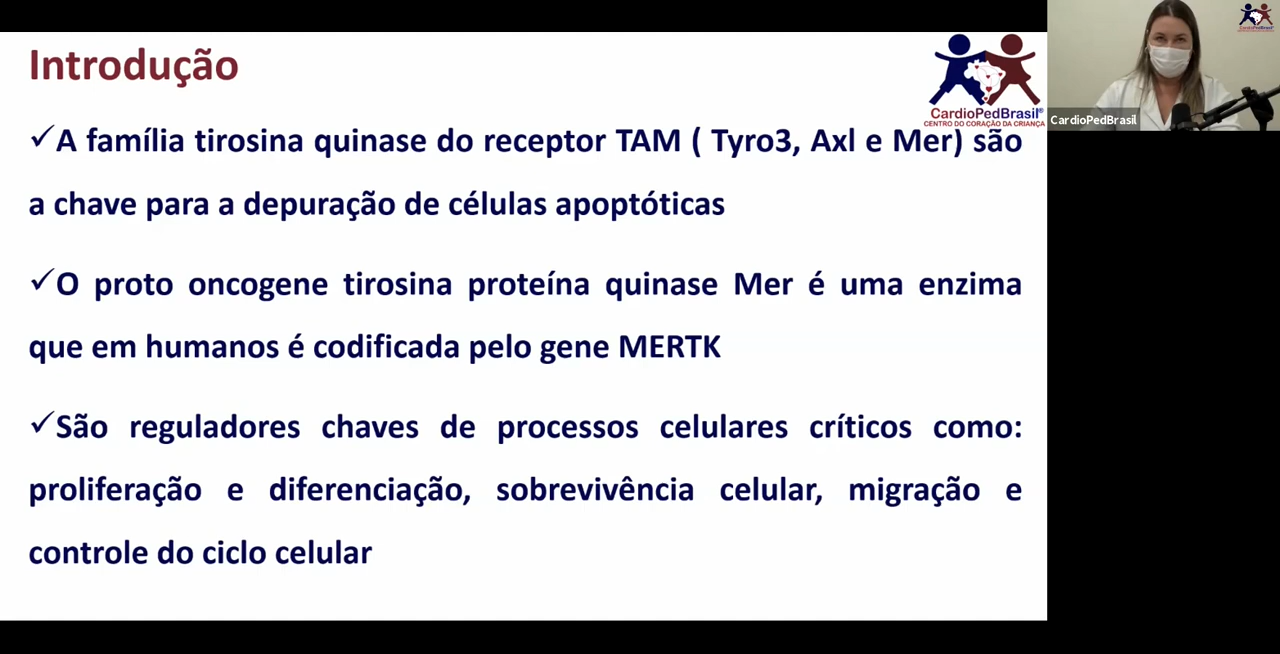 Introdução
CardioPedBrasil®
CENTRO DO CORAÇÃO DA CRIANÇA
✓A família tirosina quinase do receptor TAM ( Tyro3, Axl e Mer) são
a chave para a depuração de células apoptóticas
✓O proto oncogene tirosina proteína quinase Mer é uma enzima
que em humanos é codificada pelo gene MERTK
✓São reguladores chaves de processos celulares críticos como:
proliferação e diferenciação, sobrevivência celular, migração e
controle do ciclo celular
CardioPedBrasil
CardioPedBrasil